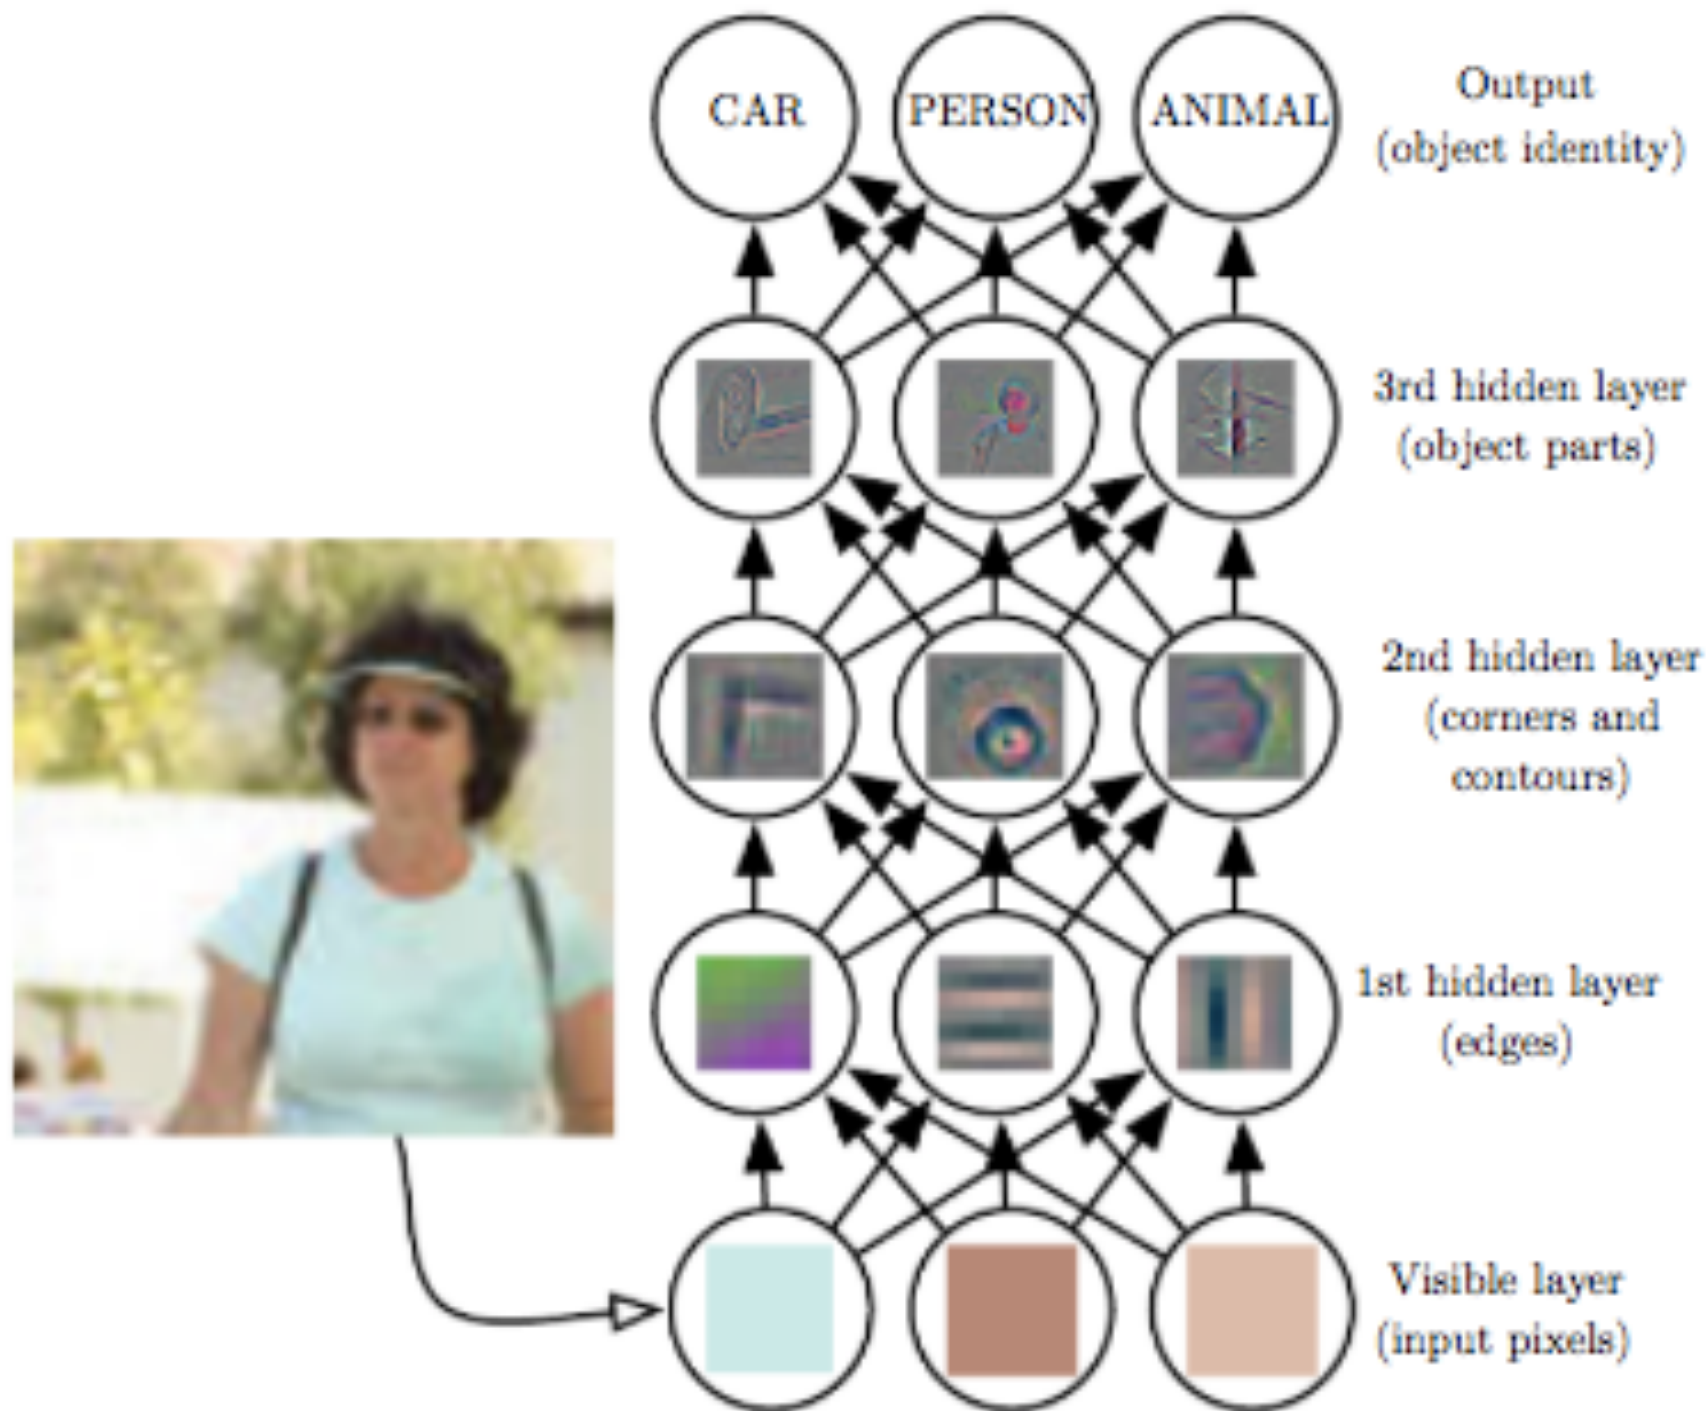 CAR
PERSON
ANIMAL
Output
(object identity)
3rd hidden layer
(object parts)
2nd hidden layer
(corners and
contours)
1st hidden layer
(edges)
Visible layer
(input pixels)